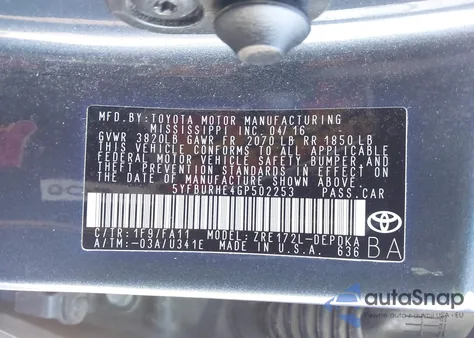 MFD.BY:TOYOTA MOTOR MANUFACTURING
MISSISSIPPI INC. 04/16
GVWR 3820LB GAWR FR 2070 LB RR 1850 LB
THIS VEHICLE CONFORMS TO ALL APPLICABLE
FEDERAL MOTOR VEHICLE SAFETY, BUMPER, AND
THEFT PREVENTION STANDARDS IN EFFECT ON
THE DATE OF MANUFACTURE SHOWN ABOVE.
5YFBURHE4GP502253 PASS.CAR
TOYOTA
C/TR:1F9/FA11 MODEL:ZRE172L-DEPDKA
A/TM:-03A/U341E MADE IN U.S.A. 636
BA
autoSnap